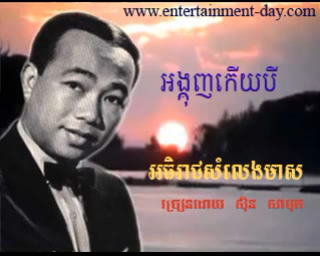 www.entertainment-day.com
អង្គុញកើយបី
អធិរាជសំលេងមាស
ច្រៀងដោយ ស៊ីន សាមុត